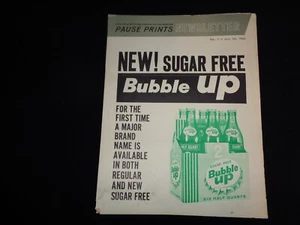 PAUSE PRINTS NEWSLETTER
NEW! SUGAR FREE
Bubble UP
FOR THE
FIRST TIME
A MAJOR
BRAND
NAME IS
AVAILABLE
IN BOTH
REGULAR
AND NEW
SUGAR FREE
Bubble
UP
SIX HALF QUARTS